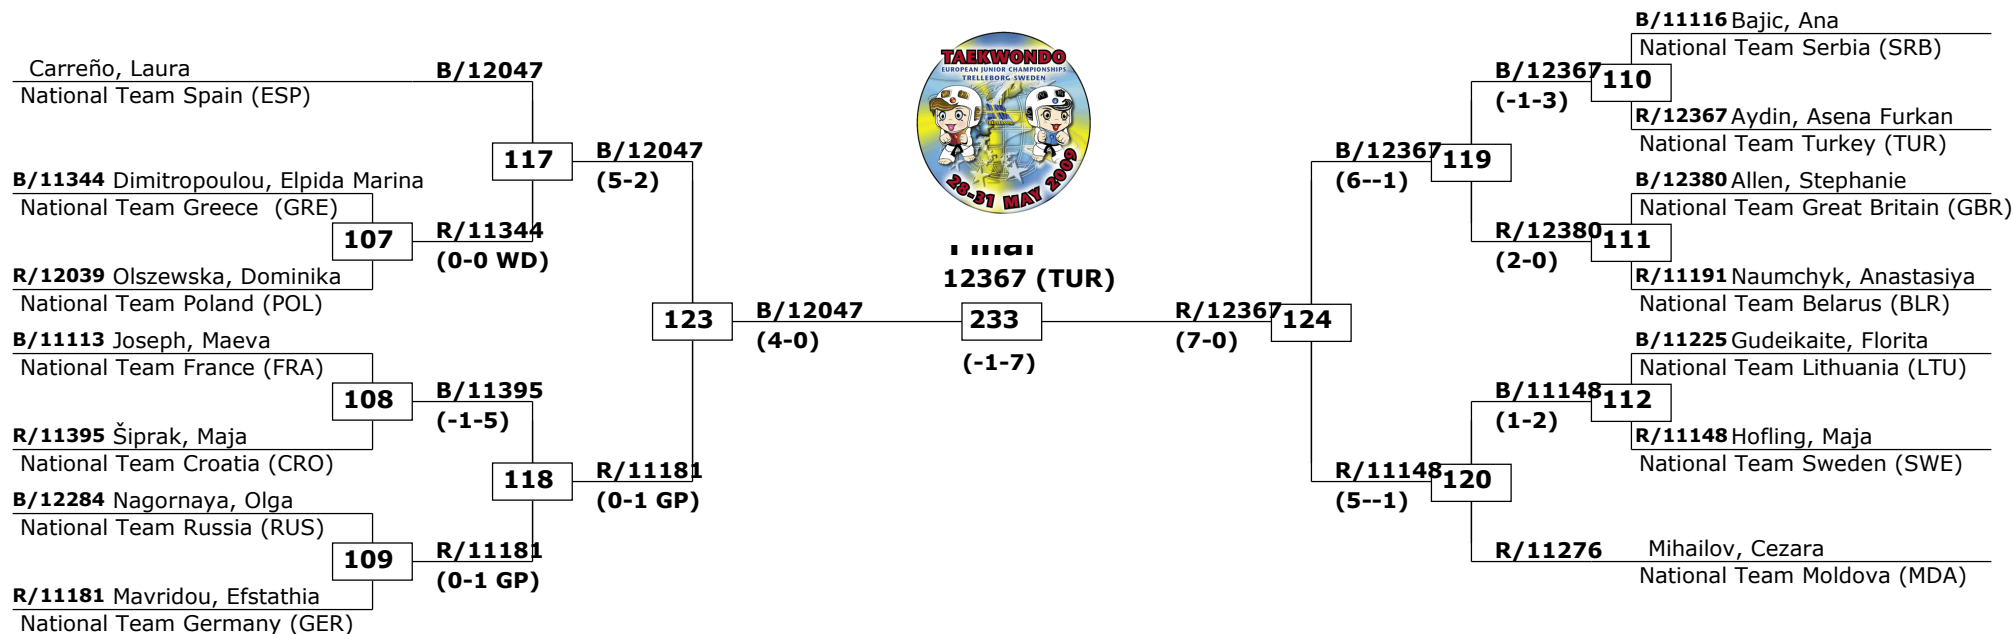 Carreño, Laura
National Team Spain (ESP)
B/12047
B/11344 Dimitropoulou, Elpida Marina
National Team Greece (GRE)
107
R/11344
(0-0 WD)
R/12039 Olszewska, Dominika
National Team Poland (POL)
117
B/12047
(5-2)
B/11113 Joseph, Maeva
National Team France (FRA)
108
B/11395
(-1-5)
R/11395 Šiprak, Maja
National Team Croatia (CRO)
B/12284 Nagornaya, Olga
National Team Russia (RUS)
109
R/11181
(0-1 GP)
R/11181 Mavridou, Efstathia
National Team Germany (GER)
118
R/11181
(0-1 GP)
123
B/12047
(4-0)
TAEKWONDO
EUROPEAN JUNIOR CHAMPIONSHIPS
TRELLEBORG SWEDEN
28-31 MAY 2009
Final
12367 (TUR)
233
(-1-7)
R/12367
(7-0)
124
B/12367
(6--1)
119
B/12367
(-1-3)
110
B/11116 Bajic, Ana
National Team Serbia (SRB)
R/12367 Aydin, Asena Furkan
National Team Turkey (TUR)
R/12380
(2-0)
111
B/12380 Allen, Stephanie
National Team Great Britain (GBR)
R/11191 Naumchyk, Anastasiya
National Team Belarus (BLR)
R/11148
(5--1)
120
B/11148
(1-2)
112
B/11225 Gudeikaite, Florita
National Team Lithuania (LTU)
R/11148 Hofling, Maja
National Team Sweden (SWE)
R/11276
Mihailov, Cezara
National Team Moldova (MDA)